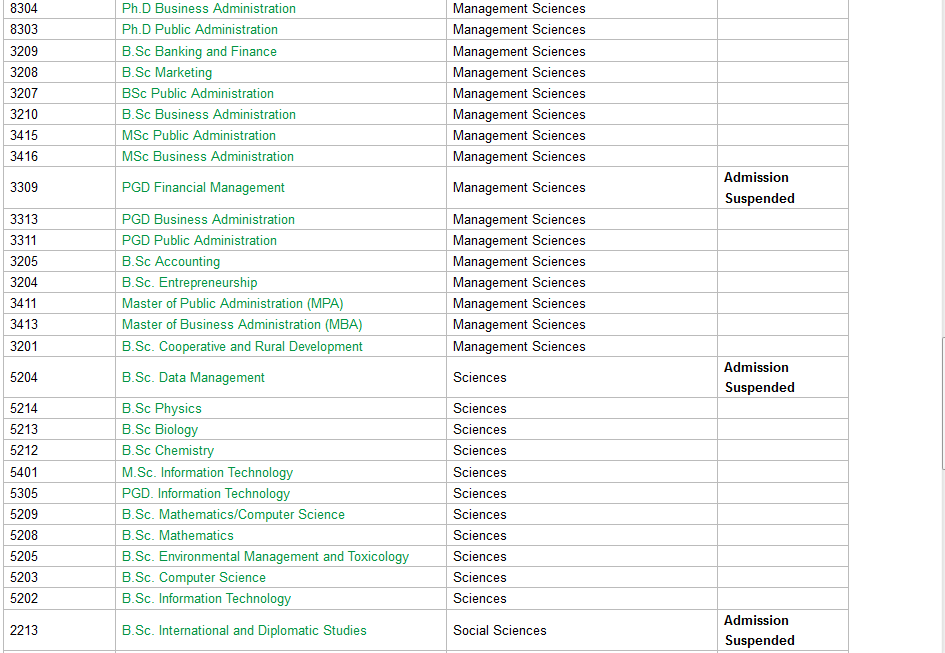 8304 Ph.D Business Administration Management Sciences
8303 Ph.D Public Administration Management Sciences
3209 B.Sc Banking and Finance Management Sciences
3208 B.Sc Marketing Management Sciences
3207 BSc Public Administration Management Sciences
3210 B.Sc Business Administration Management Sciences
3415 MSc Public Administration Management Sciences
3416 MSc Business Administration Management Sciences
3309 PGD Financial Management Management Sciences Admission
Suspended
3313 PGD Business Administration Management Sciences
3311 PGD Public Administration Management Sciences
3205 B.Sc Accounting Management Sciences
3204 B.Sc. Entrepreneurship Management Sciences
3411 Master of Public Administration (MPA) Management Sciences
3413 Master of Business Administration (MBA) Management Sciences
3201 B.Sc. Cooperative and Rural Development Management Sciences
5204 B.Sc. Data Management Sciences Admission
Suspended
5214 B.Sc Physics Sciences
5213 B.Sc Biology Sciences
5212 B.Sc Chemistry Sciences
5401 M.Sc. Information Technology Sciences
5305 PGD. Information Technology Sciences
5209 B.Sc. Mathematics/Computer Science Sciences
5208 B.Sc. Mathematics Sciences
5205 B.Sc. Environmental Management and Toxicology Sciences
5203 B.Sc. Computer Science Sciences
5202 B.Sc. Information Technology Sciences
2213 B.Sc. International and Diplomatic Studies Social Sciences Admission
Suspended